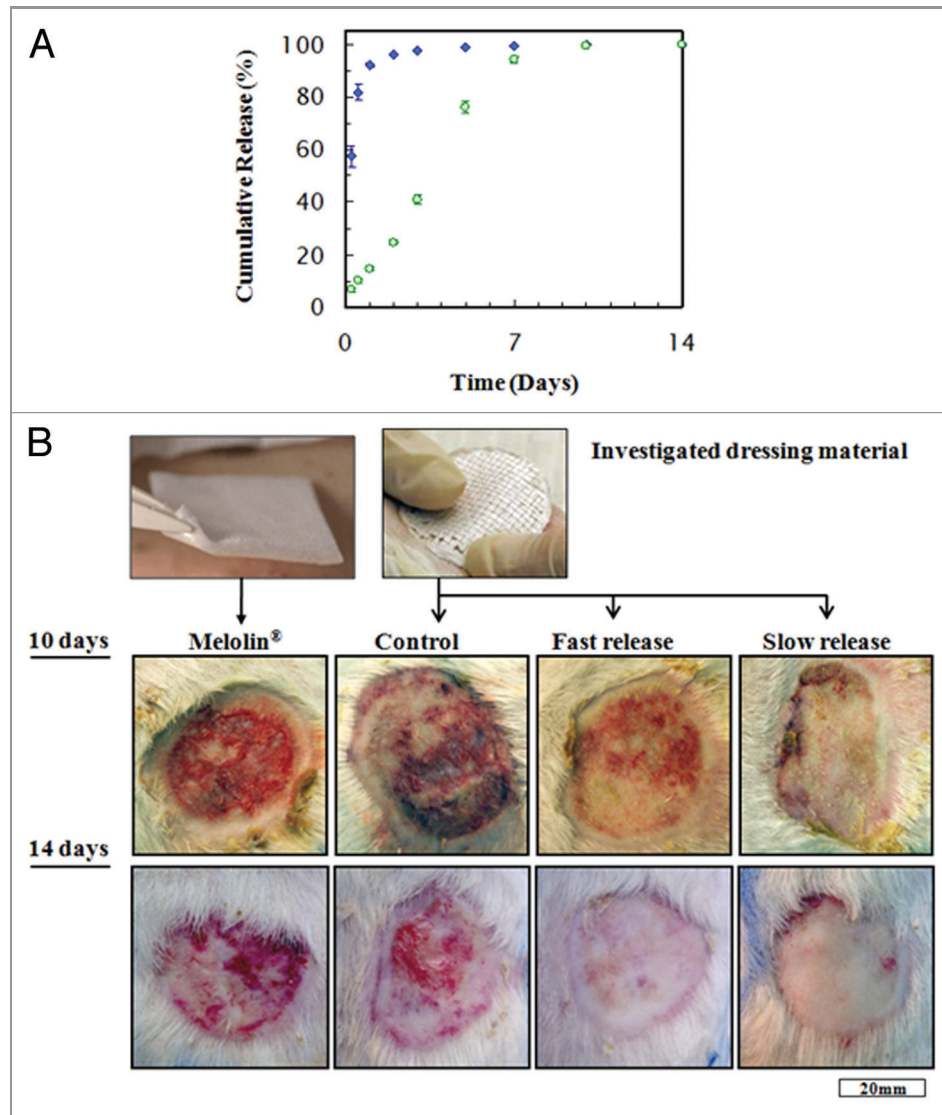 A
100
80
60
40
20
0
Cumulative Release (%)
0 7 14
Time (Days)
B
Investigated dressing material
10 days
Melolin® Control Fast release Slow release
14 days
20mm